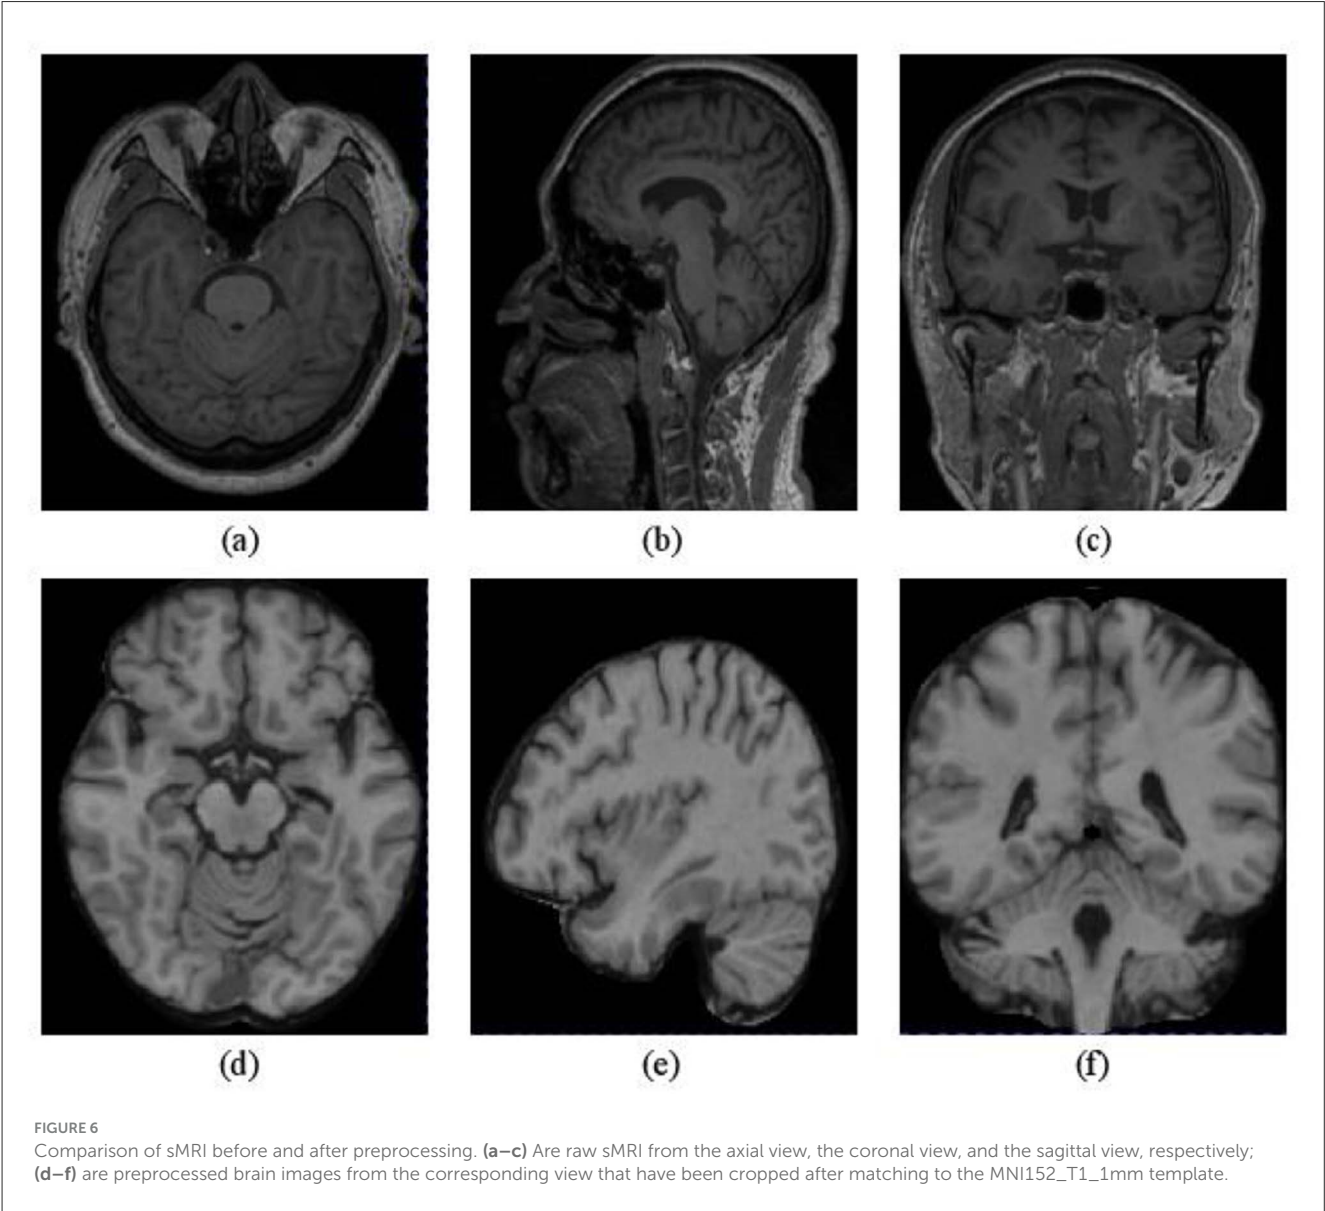 (a)
(b)
(c)
(d)
(e)
(f)
FIGURE 6
Comparison of sMRI before and after preprocessing. (a–c) Are raw sMRI from the axial view, the coronal view, and the sagittal view, respectively;
(d–f) are preprocessed brain images from the corresponding view that have been cropped after matching to the MNI152_T1_1mm template.